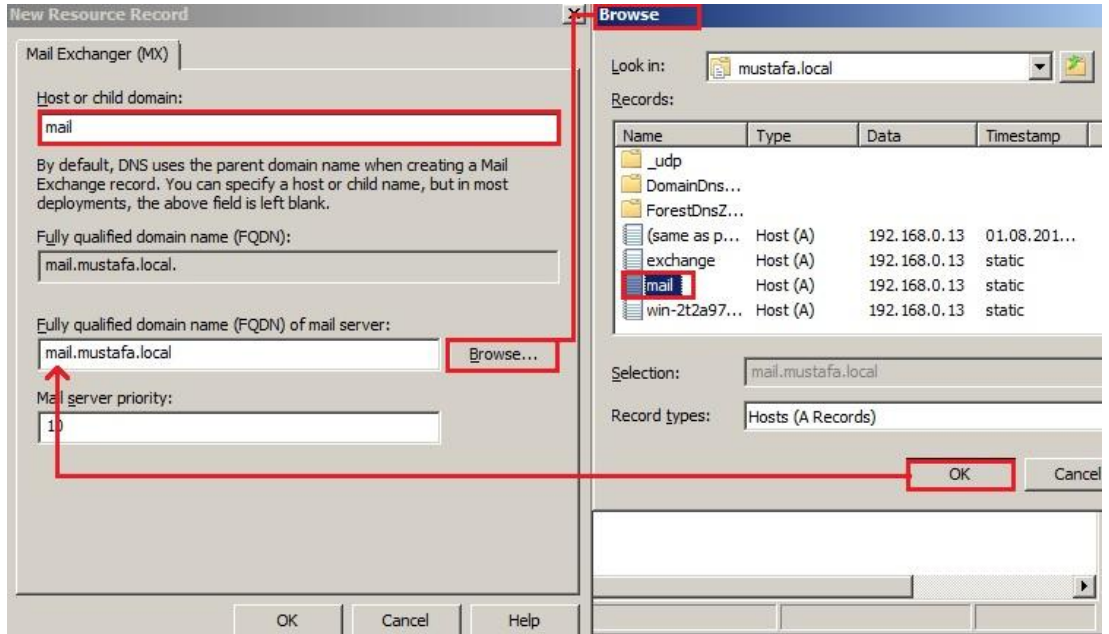 New Resource Record
Mail Exchanger (MX)
Host or child domain:
mail
By default, DNS uses the parent domain name when creating a Mail
Exchange record. You can specify a host or child name, but in most
deployments, the above field is left blank.
Fully qualified domain name (FQDN):
mail.mustafa.local.
Fully qualified domain name (FQDN) of mail server:
mail.mustafa.local
Browse...
Mail server priority:
10
OK Cancel Help
Browse
Look in: mustafa.local
Records:
Name Type Data Timestamp
_udp
DomainDns...
ForestDnsZ...
(same as p... Host (A) 192.168.0.13 01.08.201...
exchange Host (A) 192.168.0.13 static
mail Host (A) 192.168.0.13 static
win-2t2a97... Host (A) 192.168.0.13 static
Selection: mail.mustafa.local
Record types: Hosts (A Records)
OK Cancel